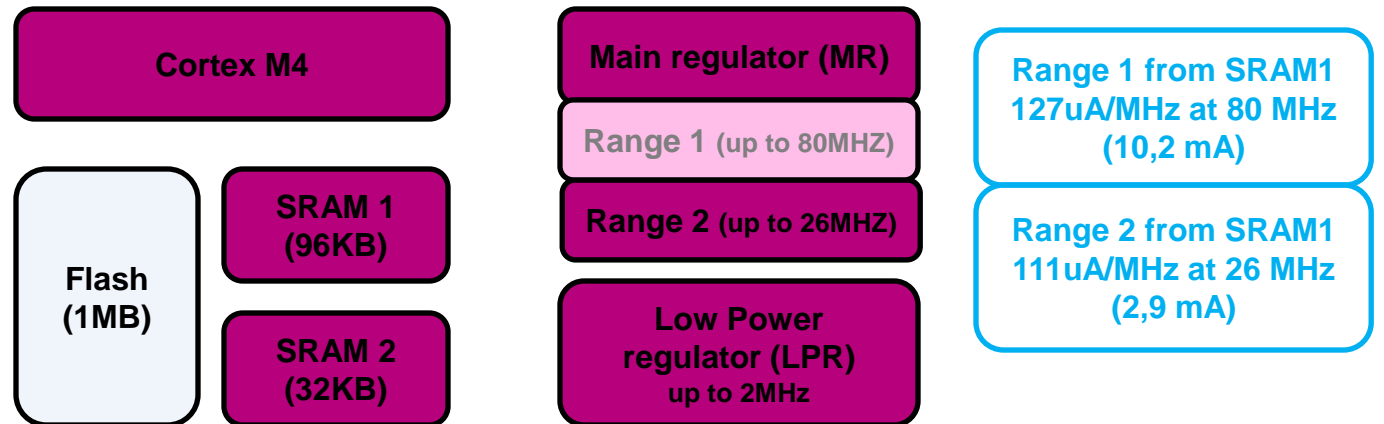 Cortex M4
Flash
(1MB)
SRAM 1
(96KB)
SRAM 2
(32KB)
Main regulator (MR)
Range 1 (up to 80MHZ)
Range 2 (up to 26MHZ)
Low Power
regulator (LPR)
up to 2MHz
Range 1 from SRAM1
127uA/MHz at 80 MHz
(10,2 mA)
Range 2 from SRAM1
111uA/MHz at 26 MHz
(2,9 mA)